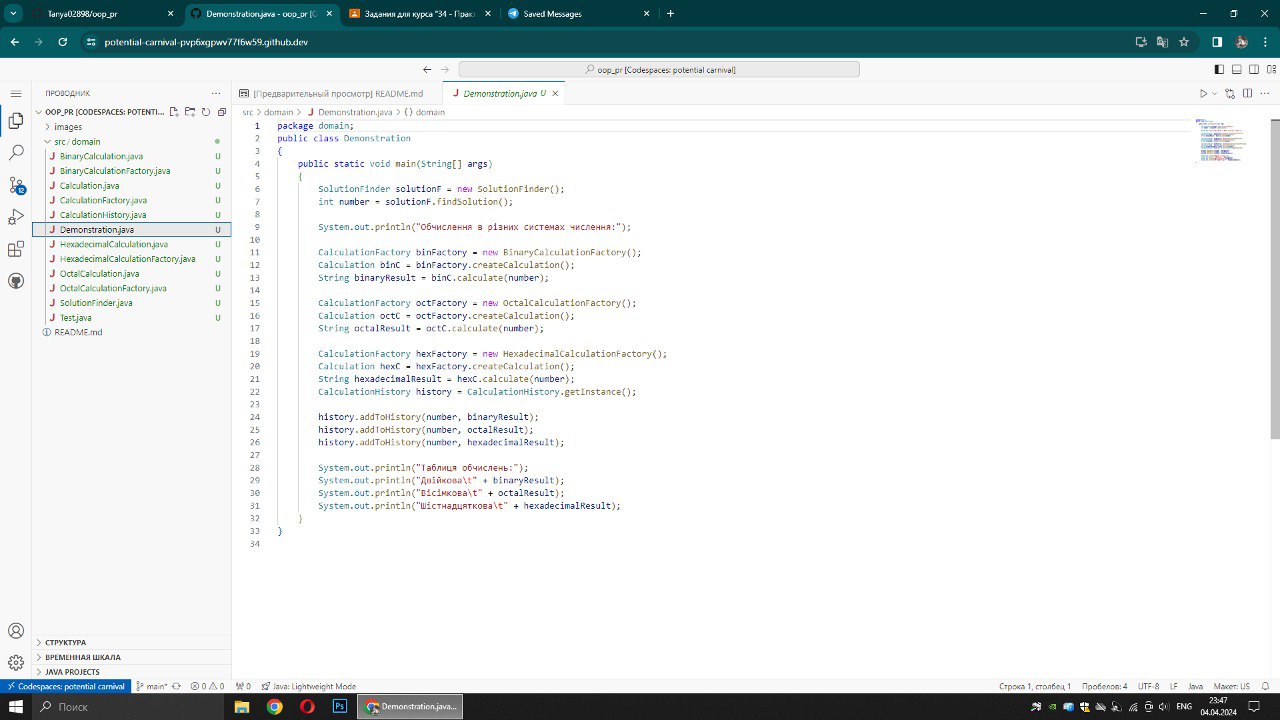 Tanya02898/oop_pr
Demonstration.java - oop_pr [C
Задания для курса "34 - Прак
Saved Messages
potential-carnival-pvp6xgpwv77f6w59.github.dev
oop_pr [Codespaces: potential carnival]
ПРОВОДНИК
[Предварительный просмотр] README.md
Demonstration.java U
OOP_PR [CODESPACES: POTENTI...
src > domain > J Demonstration.java > {} domain
images
src / domain
BinaryCalculation.java U
BinaryCalculationFactory.java U
Calculation.java U
CalculationFactory.java U
CalculationHistory.java U
Demonstration.java U
HexadecimalCalculation.java U
HexadecimalCalculationFactory.java U
OctalCalculation.java U
OctalCalculationFactory.java U
SolutionFinder.java U
Test.java U
README.md
12
1 package domain;
2 public class Demonstration
3 {
4 public static void main(String[] args)
5 {
6 SolutionFinder solutionF = new SolutionFinder();
7 int number = solutionF.findSolution();
8
9 System.out.println("Обчислення в різних системах числення:");
10
11 CalculationFactory binFactory = new BinaryCalculationFactory();
12 Calculation binC = binFactory.createCalculation();
13 String binaryResult = binC.calculate(number);
14
15 CalculationFactory octFactory = new OctalCalculationFactory();
16 Calculation octC = octFactory.createCalculation();
17 String octalResult = octC.calculate(number);
18
19 CalculationFactory hexFactory = new HexadecimalCalculationFactory();
20 Calculation hexC = hexFactory.createCalculation();
21 String hexadecimalResult = hexC.calculate(number);
22 CalculationHistory history = CalculationHistory.getInstance();
23
24 history.addToHistory(number, binaryResult);
25 history.addToHistory(number, octalResult);
26 history.addToHistory(number, hexadecimalResult);
27
28 System.out.println("Таблиця обчислень:");
29 System.out.println("Двійкова\t" + binaryResult);
30 System.out.println("Вісімкова\t" + octalResult);
31 System.out.println("Шістнадцяткова\t" + hexadecimalResult);
32 }
33 }
34
СТРУКТУРА
ВРЕМЕННАЯ ШКАЛА
JAVA PROJECTS
Codespaces: potential carnival main* 0 0 0 Java: Lightweight Mode
Строка 1, столбец 1 Пробелов: 4 UTF-8 LF Java Макет: US
Поиск
Ps
Demonstration.java...
ENG
23:47
04.04.2024